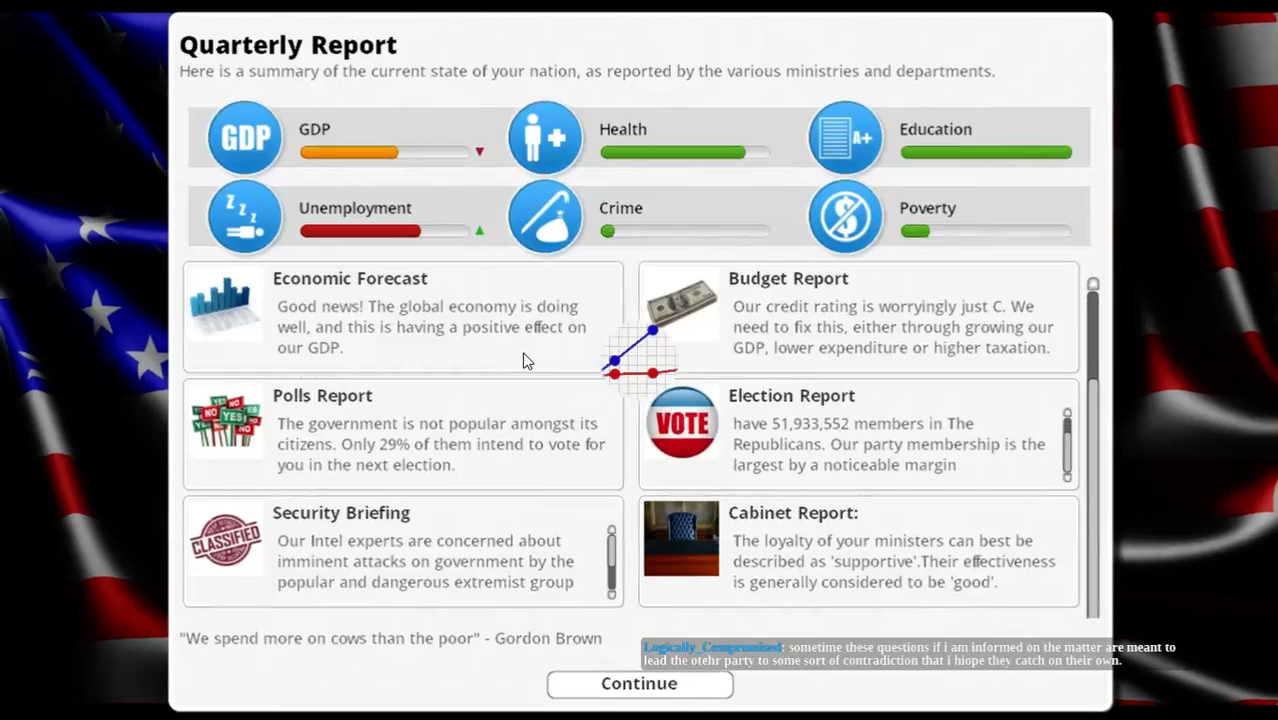 Quarterly Report
Here is a summary of the current state of your nation, as reported by the various ministries and departments.
GDP
GDP
Health
A+
Education
Z Z Z
Unemployment
Crime
$
Poverty
Economic Forecast
Good news! The global economy is doing
well, and this is having a positive effect on
our GDP.
Budget Report
Our credit rating is worryingly just C. We
need to fix this, either through growing our
GDP, lower expenditure or higher taxation.
NO YES NO
YES NO
Polls Report
The government is not popular amongst its
citizens. Only 29% of them intend to vote for
you in the next election.
VOTE
Election Report
have 51,933,552 members in The
Republicans. Our party membership is the
largest by a noticeable margin
CLASSIFIED
Security Briefing
Our Intel experts are concerned about
imminent attacks on government by the
popular and dangerous extremist group
Cabinet Report:
The loyalty of your ministers can best be
described as 'supportive'.Their effectiveness
is generally considered to be 'good'.
"We spend more on cows than the poor" - Gordon Brown
Logically_Compromised: sometime these questions if i am informed on the matter are meant to
lead the otehr party to some sort of contradiction that i hiope they catch on their own.
Continue